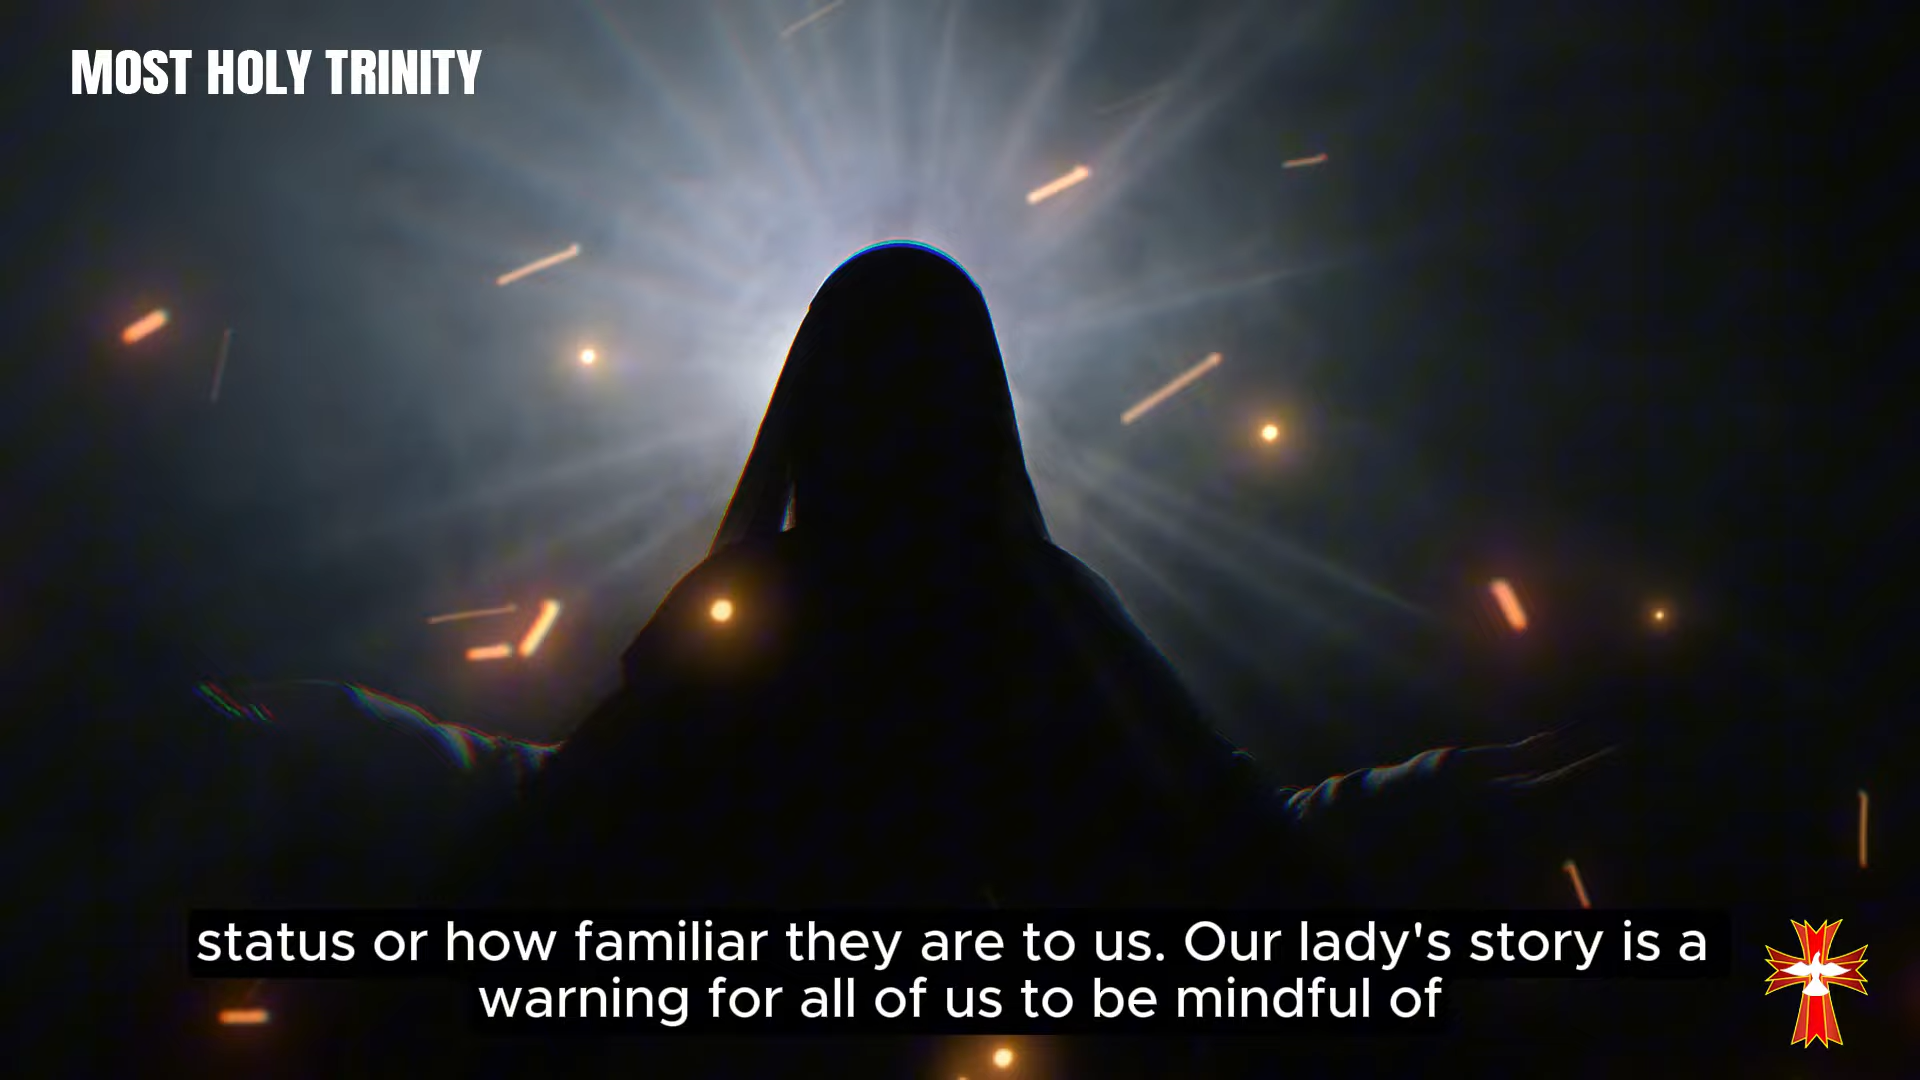 MOST HOLY TRINITY
status or how familiar they are to us. Our lady's story is a
warning for all of us to be mindful of